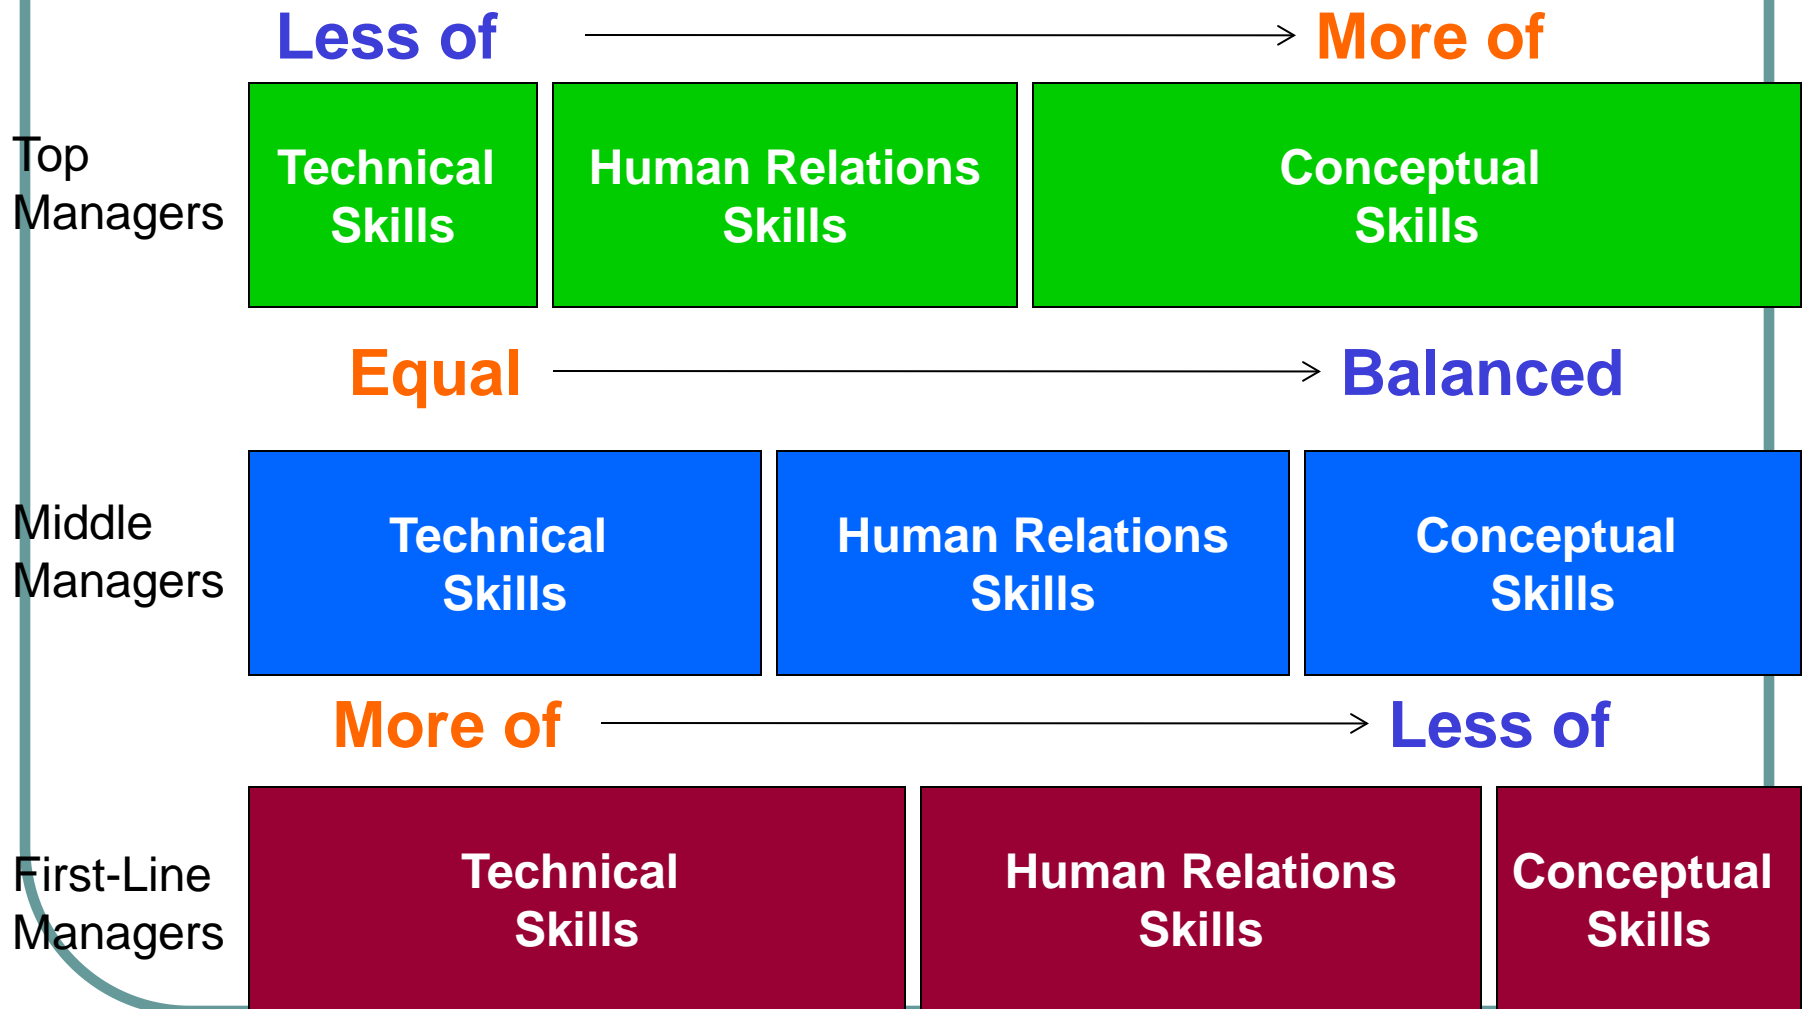 Less of More of
Top
Managers
Technical
Skills
Human Relations
Skills
Conceptual
Skills
Equal Balanced
Middle
Managers
Technical
Skills
Human Relations
Skills
Conceptual
Skills
More of Less of
First-Line
Managers
Technical
Skills
Human Relations
Skills
Conceptual
Skills